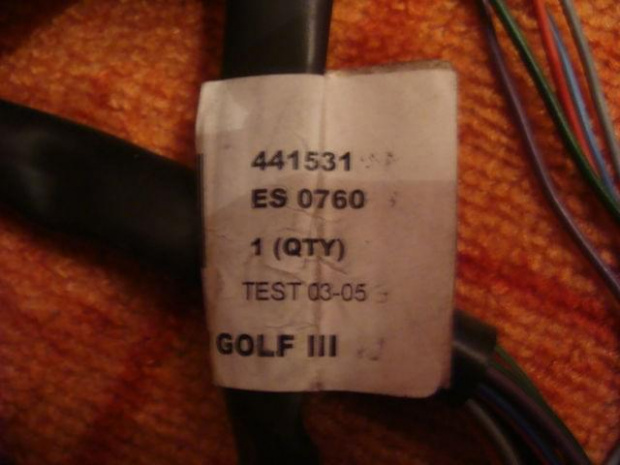 441531
ES 0760
1 (QTY)
TEST 03-05
GOLF III